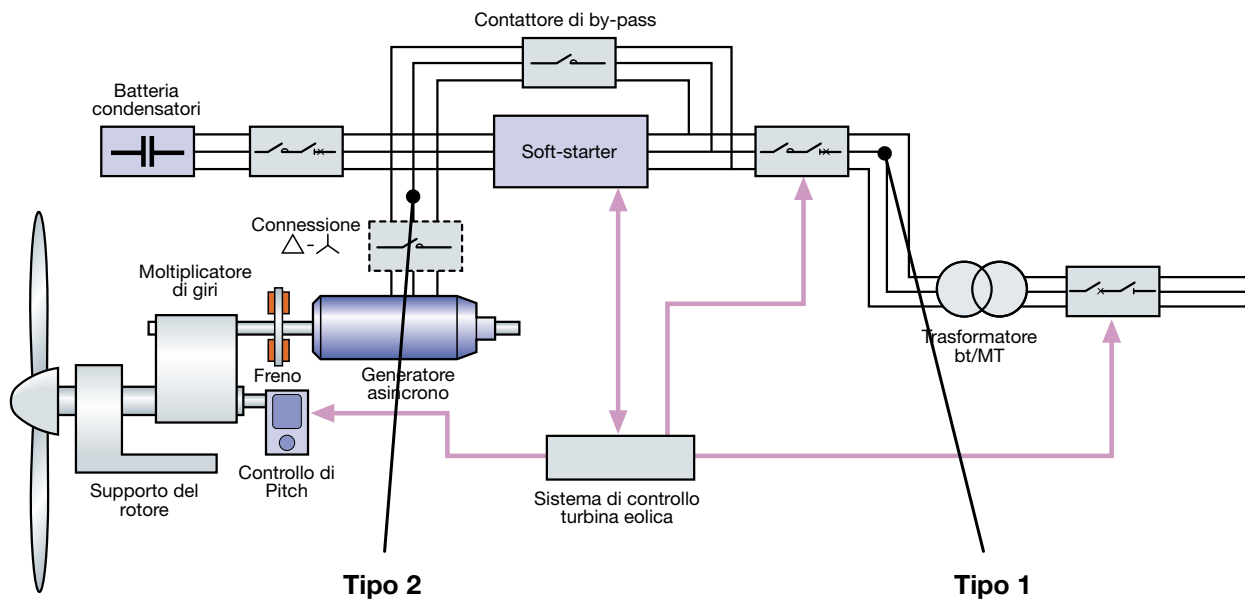 Contattore di by-pass
Batteria
condensatori
Soft-starter
Connessione
Moltiplicatore
di giri
Freno
Generatore
asincrono
Trasformatore
bt/MT
Controllo di
Pitch
Supporto del
rotore
Sistema di controllo
turbina eolica
Tipo 2
Tipo 1